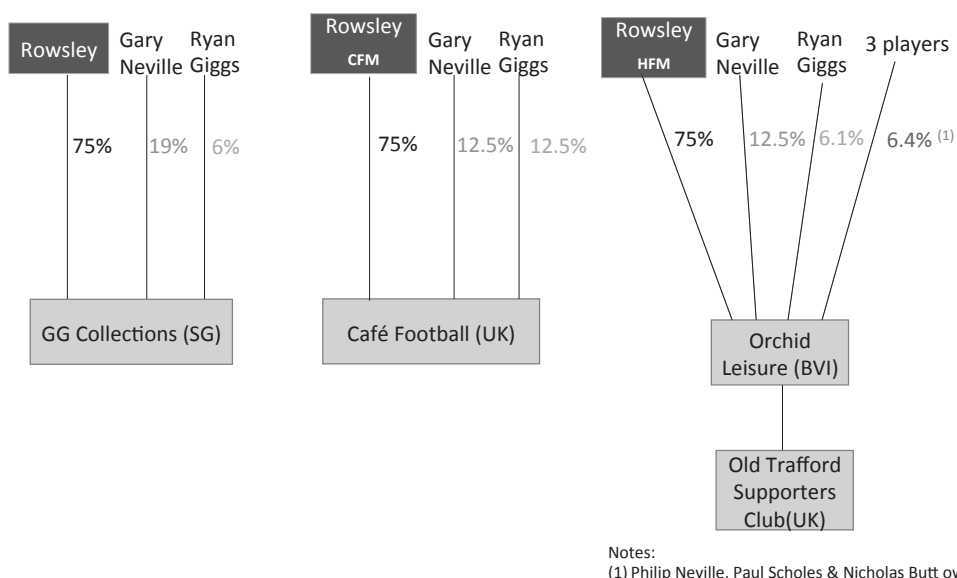 Rowsley
Gary
Neville
Ryan
Giggs
75%
19%
6%
GG Collections (SG)
Rowsley
CFM
Gary
Neville
Ryan
Giggs
75%
12.5%
12.5%
Café Football (UK)
Rowsley
HFM
Gary
Neville
Ryan
Giggs
3 players
75%
12.5%
6.1%
6.4% (1)
Orchid
Leisure (BVI)
Old Trafford
Supporters
Club(UK)
Notes:
(1) Philip Neville, Paul Scholes & Nicholas Butt